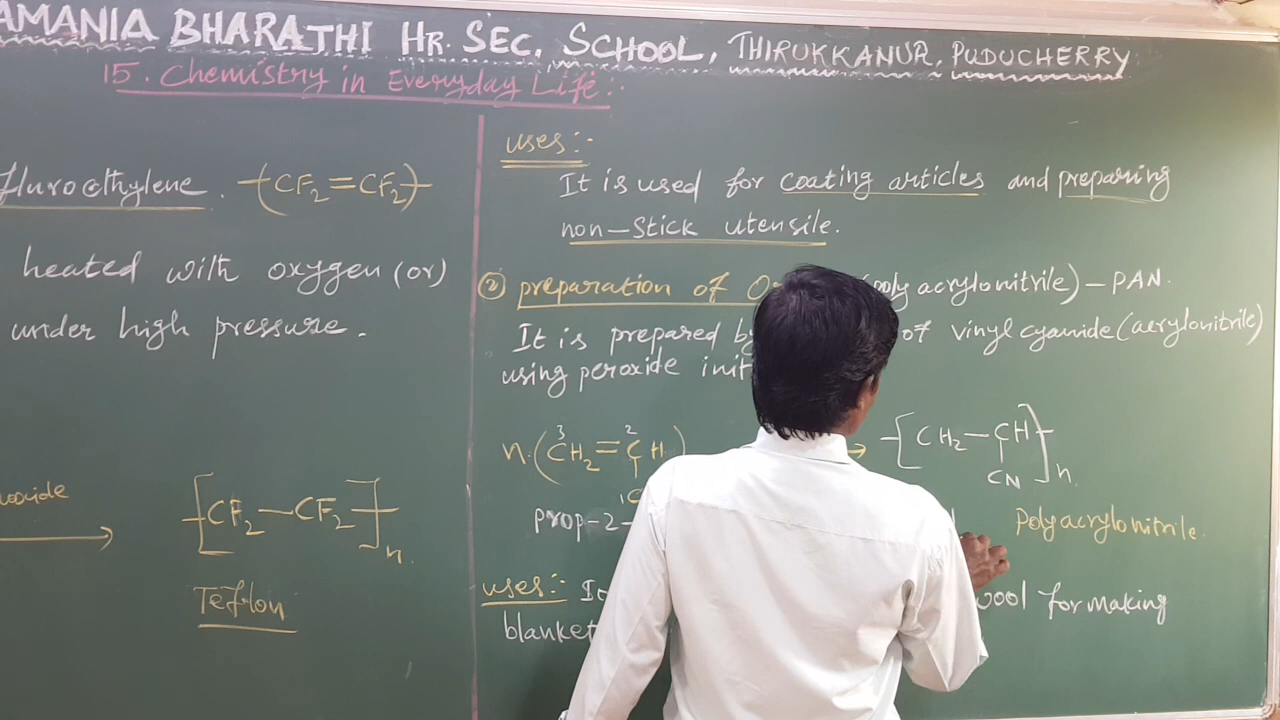 AMANIA BHARATHI HR. SEC. SCHOOL, THIRUKKANUR, PUDUCHERRY
15. Chemistry in Everyday Life..
fluroethylene. -(CF2=CF2)-
heated with oxygen (or)
under high pressure.
oxide
-[CF2—CF2]-n.
Teflon
uses:-
It is used for coating articles and preparing
non-stick utensile.
② preparation of (poly acrylonitrile) – PAN.
It is prepared by of vinyl cyanide (acrylonitrile)
using peroxide
n.(CH2=CH) → -[CH2—CH]-n.
3 2
CN
prop-2- Polyacrylonitrile.
uses:- wool for making
blanket